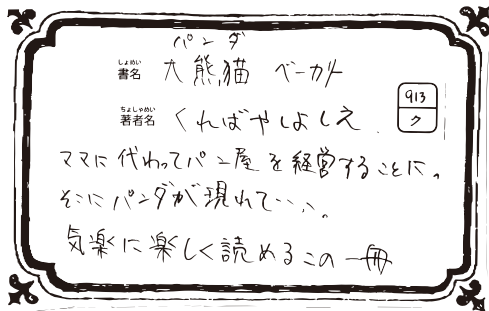 パンダ
しょめい
書名 大熊猫 ベーカリー
ちょしゃめい
著者名 くればやしよしえ
913
ク
ママに代わってパン屋を経営することに。
そこにパンダが現れて・・・。
気楽に楽しく読めるこの一冊